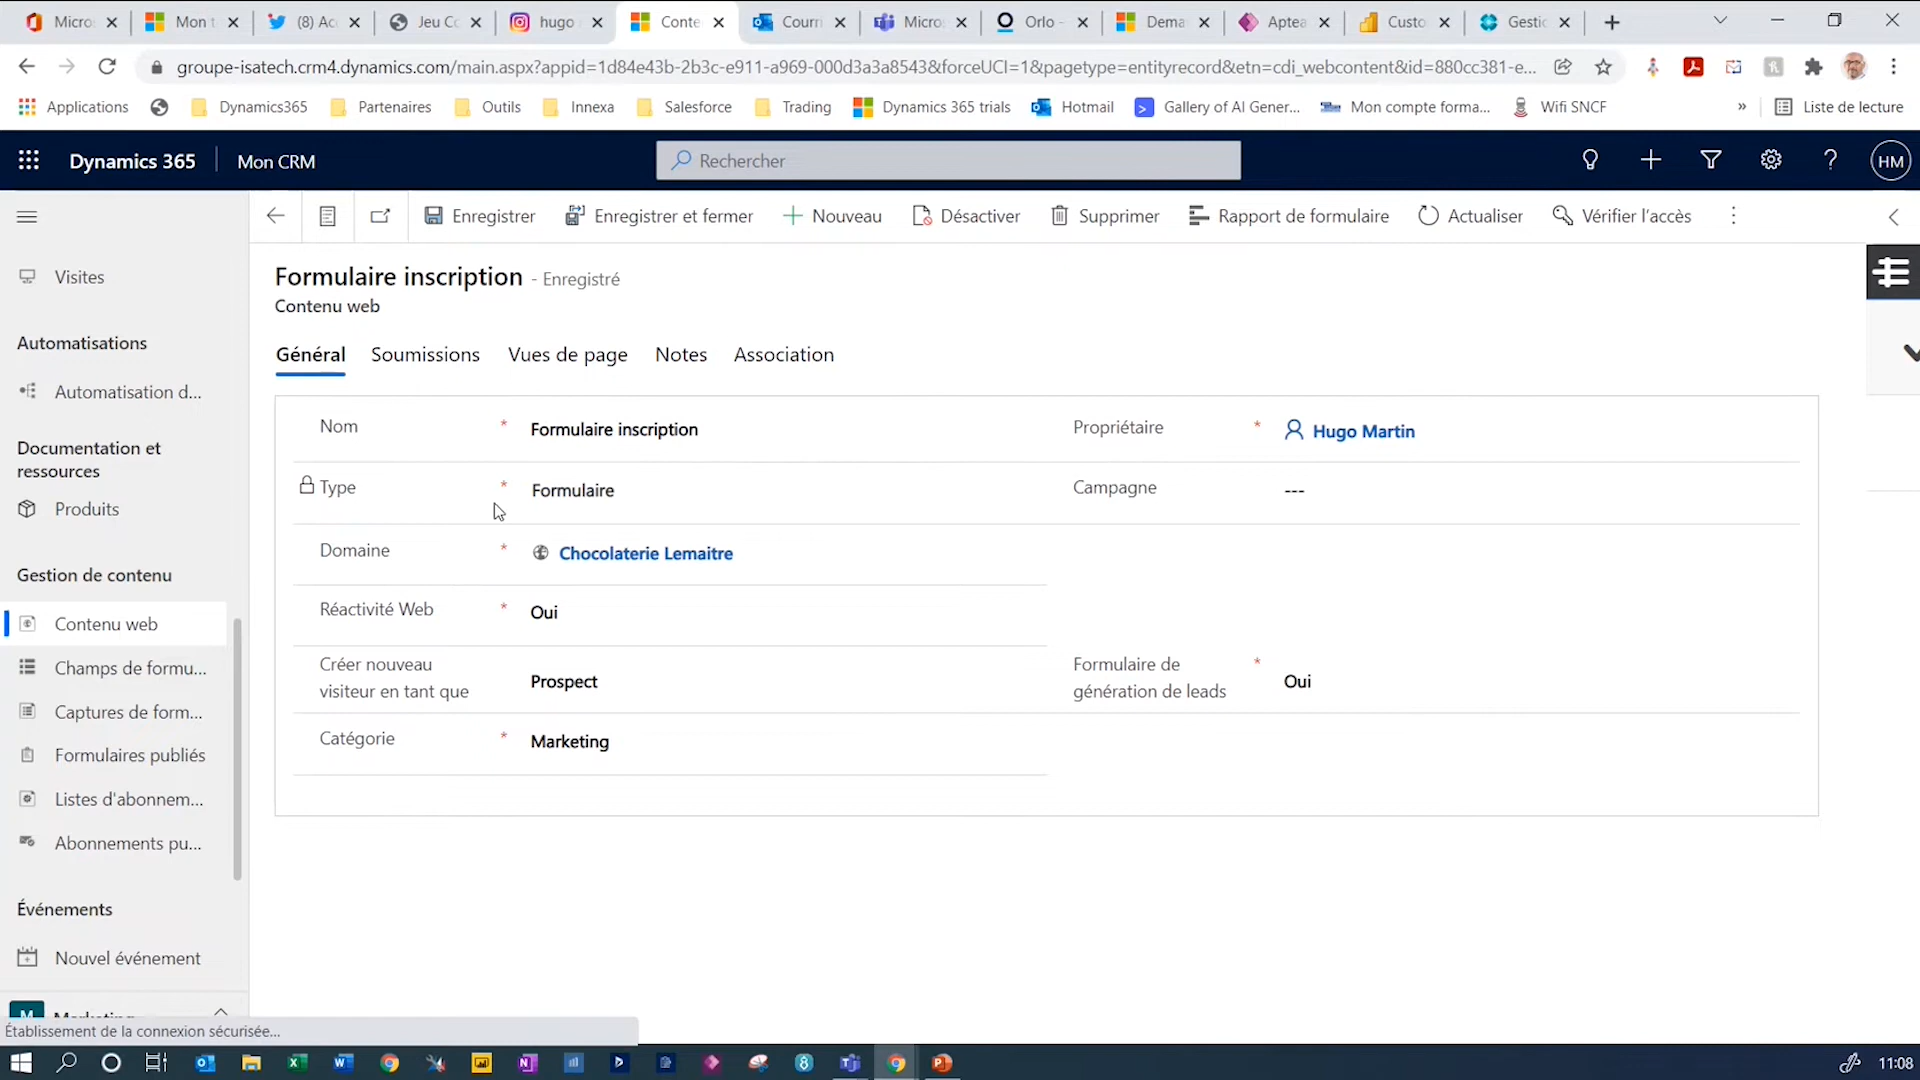 Micros
Mon t
(8) Acc
Jeu Co
hugo
Conte
Courri
Micro
Orlo -
Dema
Aptea
Custo
Gestic
groupe-isatech.crm4.dynamics.com/main.aspx?appid=1d84e43b-2b3c-e911-a969-000d3a3a8543&forceUCI=1&pagetype=entityrecord&etn=cdi_webcontent&id=880cc381-e...
Applications
Dynamics365
Partenaires
Outils
Innexa
Salesforce
Trading
Dynamics 365 trials
Hotmail
Gallery of AI Gener...
Mon compte forma...
Wifi SNCF
»
Liste de lecture
Dynamics 365
Mon CRM
Rechercher
HM
Enregistrer
Enregistrer et fermer
Nouveau
Désactiver
Supprimer
Rapport de formulaire
Actualiser
Vérifier l'accès
Visites
Automatisations
Automatisation d...
Documentation et
ressources
Produits
Gestion de contenu
Contenu web
Champs de formu...
Captures de form...
Formulaires publiés
Listes d'abonnem...
Abonnements pu...
Événements
Nouvel événement
M Marketing
Établissement de la connexion sécurisée...
Formulaire inscription - Enregistré
Contenu web
Général
Soumissions
Vues de page
Notes
Association
Nom * Formulaire inscription
Propriétaire * Hugo Martin
Type * Formulaire
Campagne ---
Domaine * Chocolaterie Lemaitre
Réactivité Web * Oui
Créer nouveau
visiteur en tant que
Prospect
Formulaire de *
génération de leads
Oui
Catégorie * Marketing
11:08